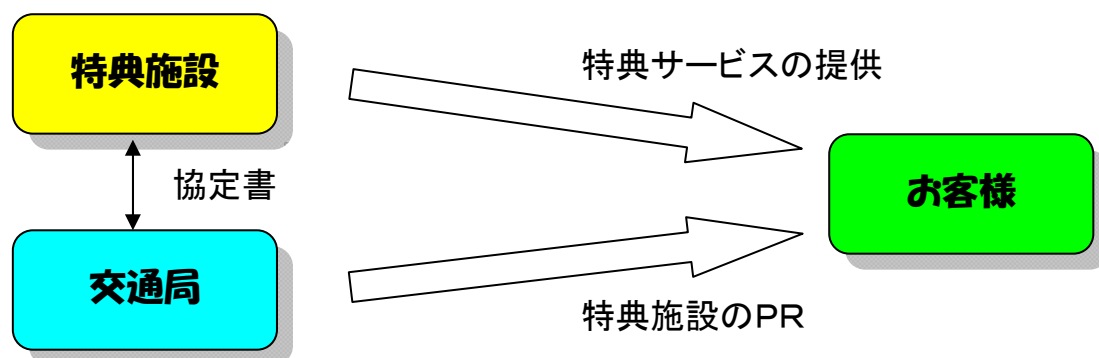 特典施設
特典サービスの提供
協定書
お客様
交通局
特典施設のPR